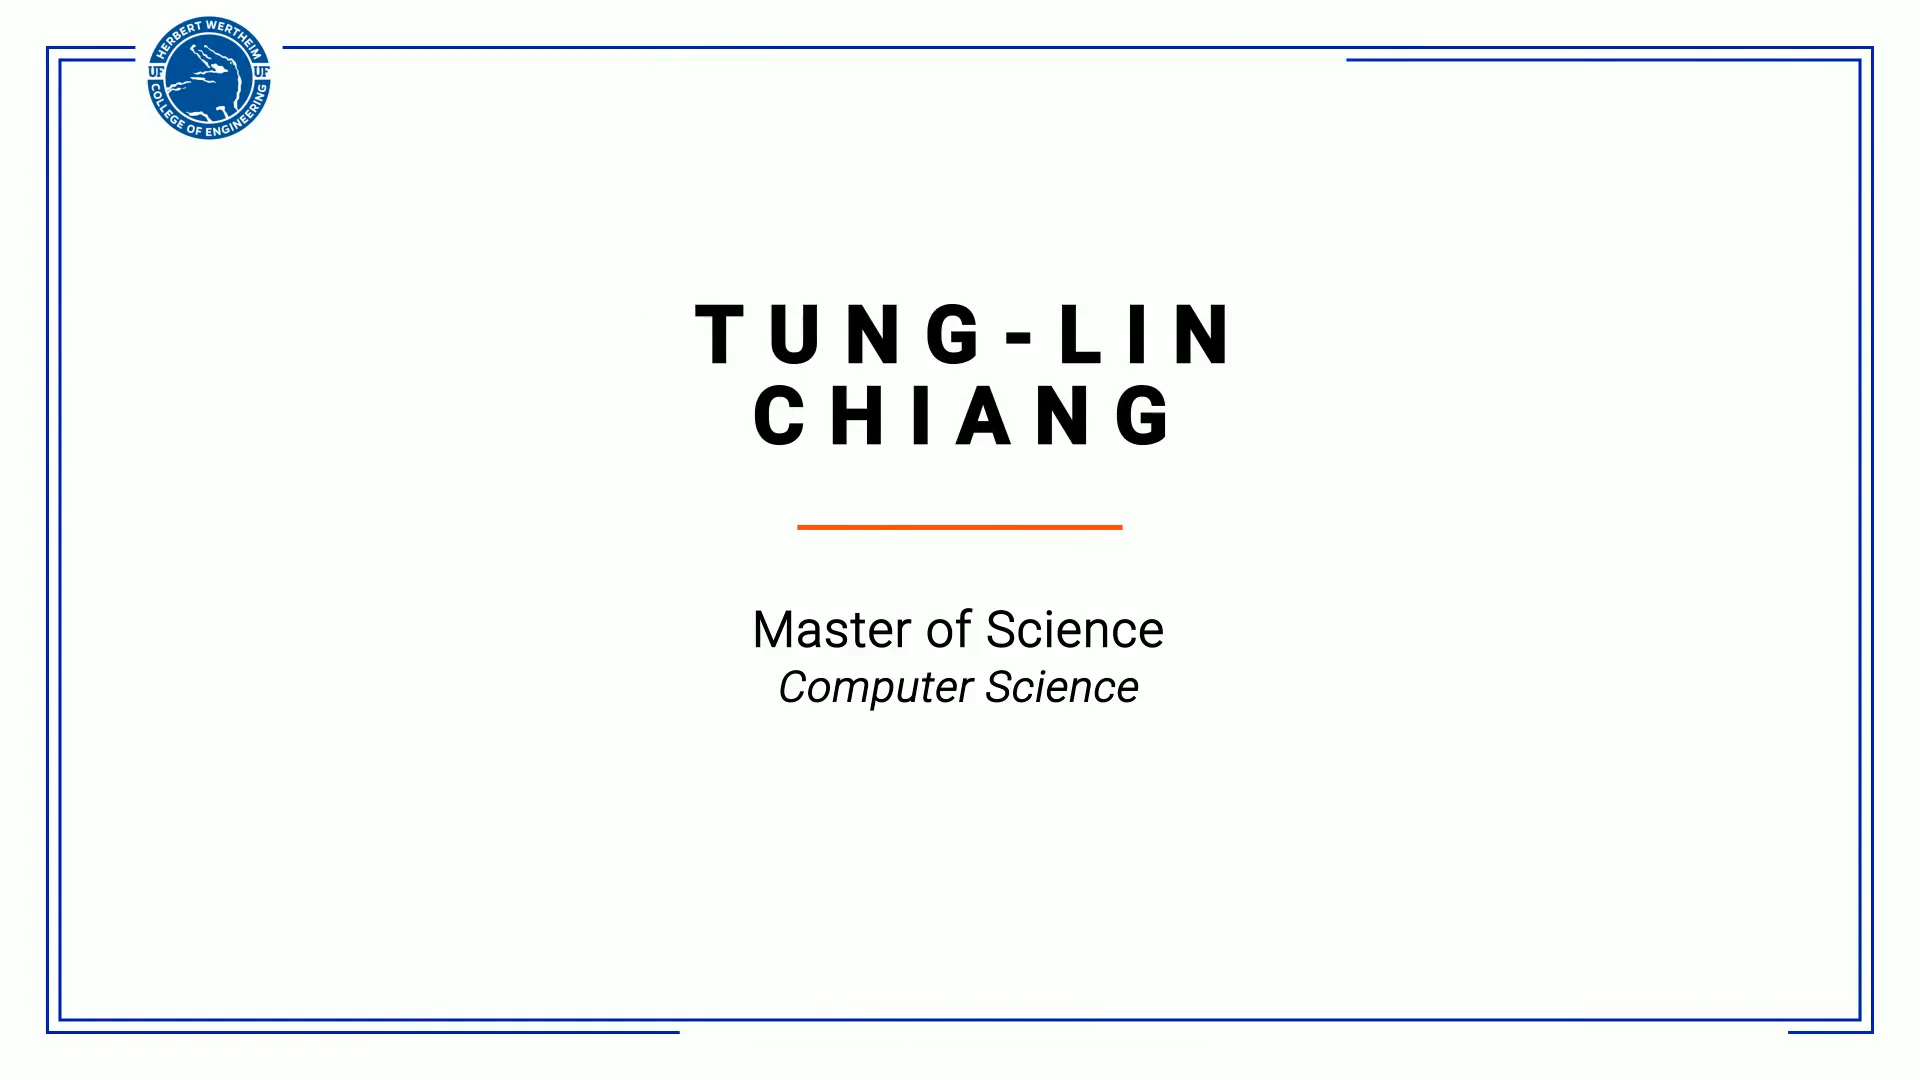 HERBERT WERTHEIM
UF UF
COLLEGE OF ENGINEERING
TUNG-LIN
CHIANG
Master of Science
Computer Science